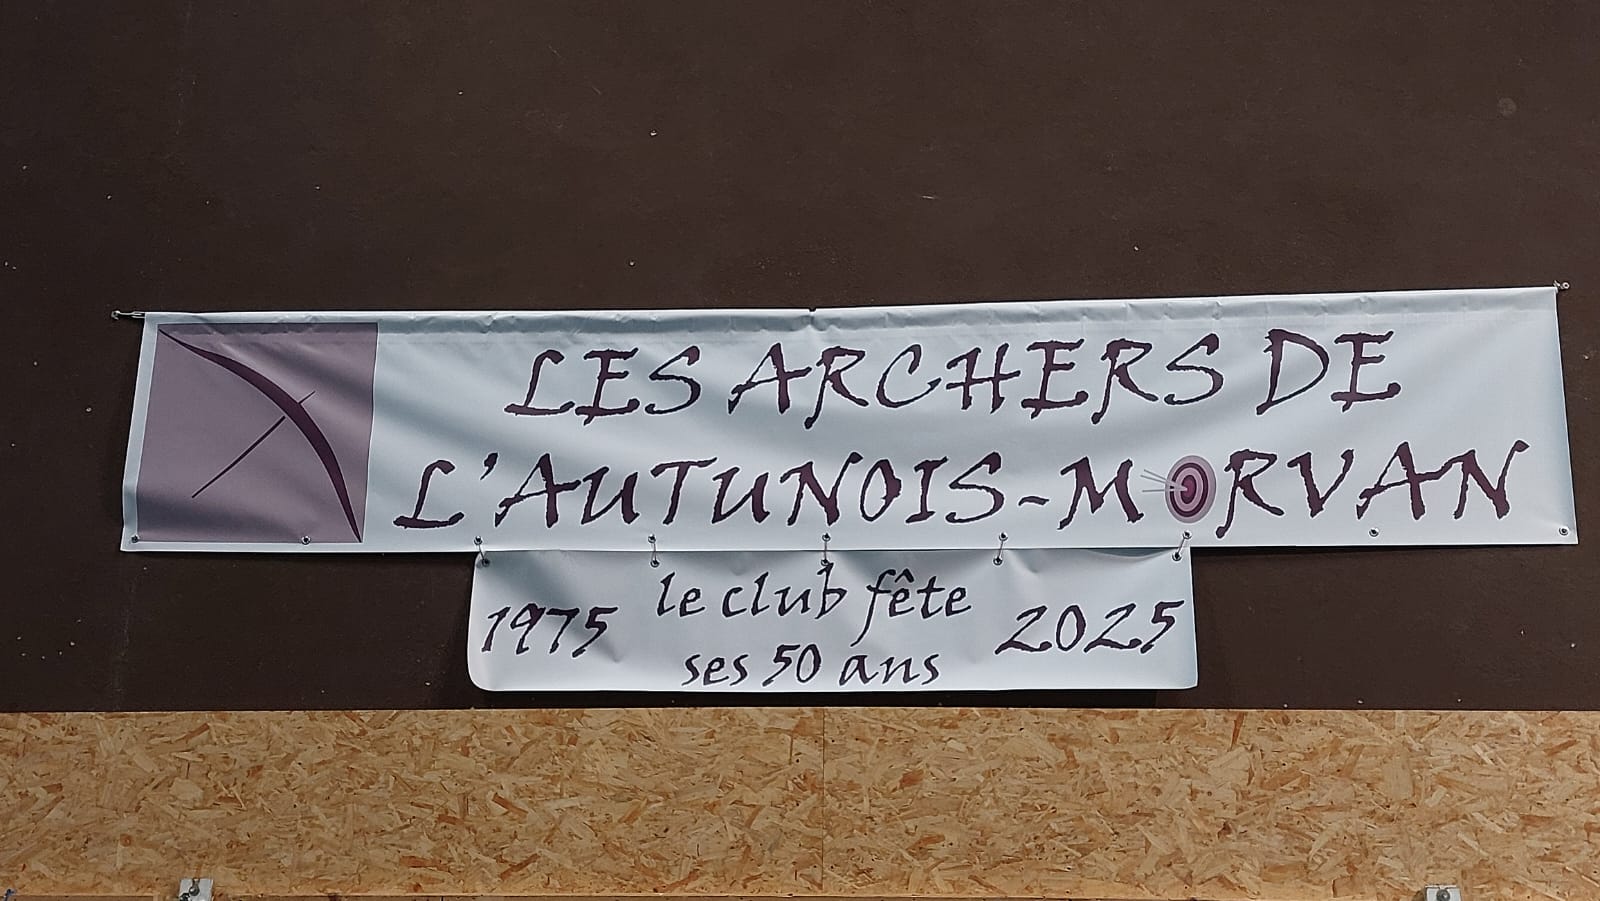 LES ARCHERS DE
L'AUTUNOIS-MORVAN
1975 le club fête 2025
ses 50 ans